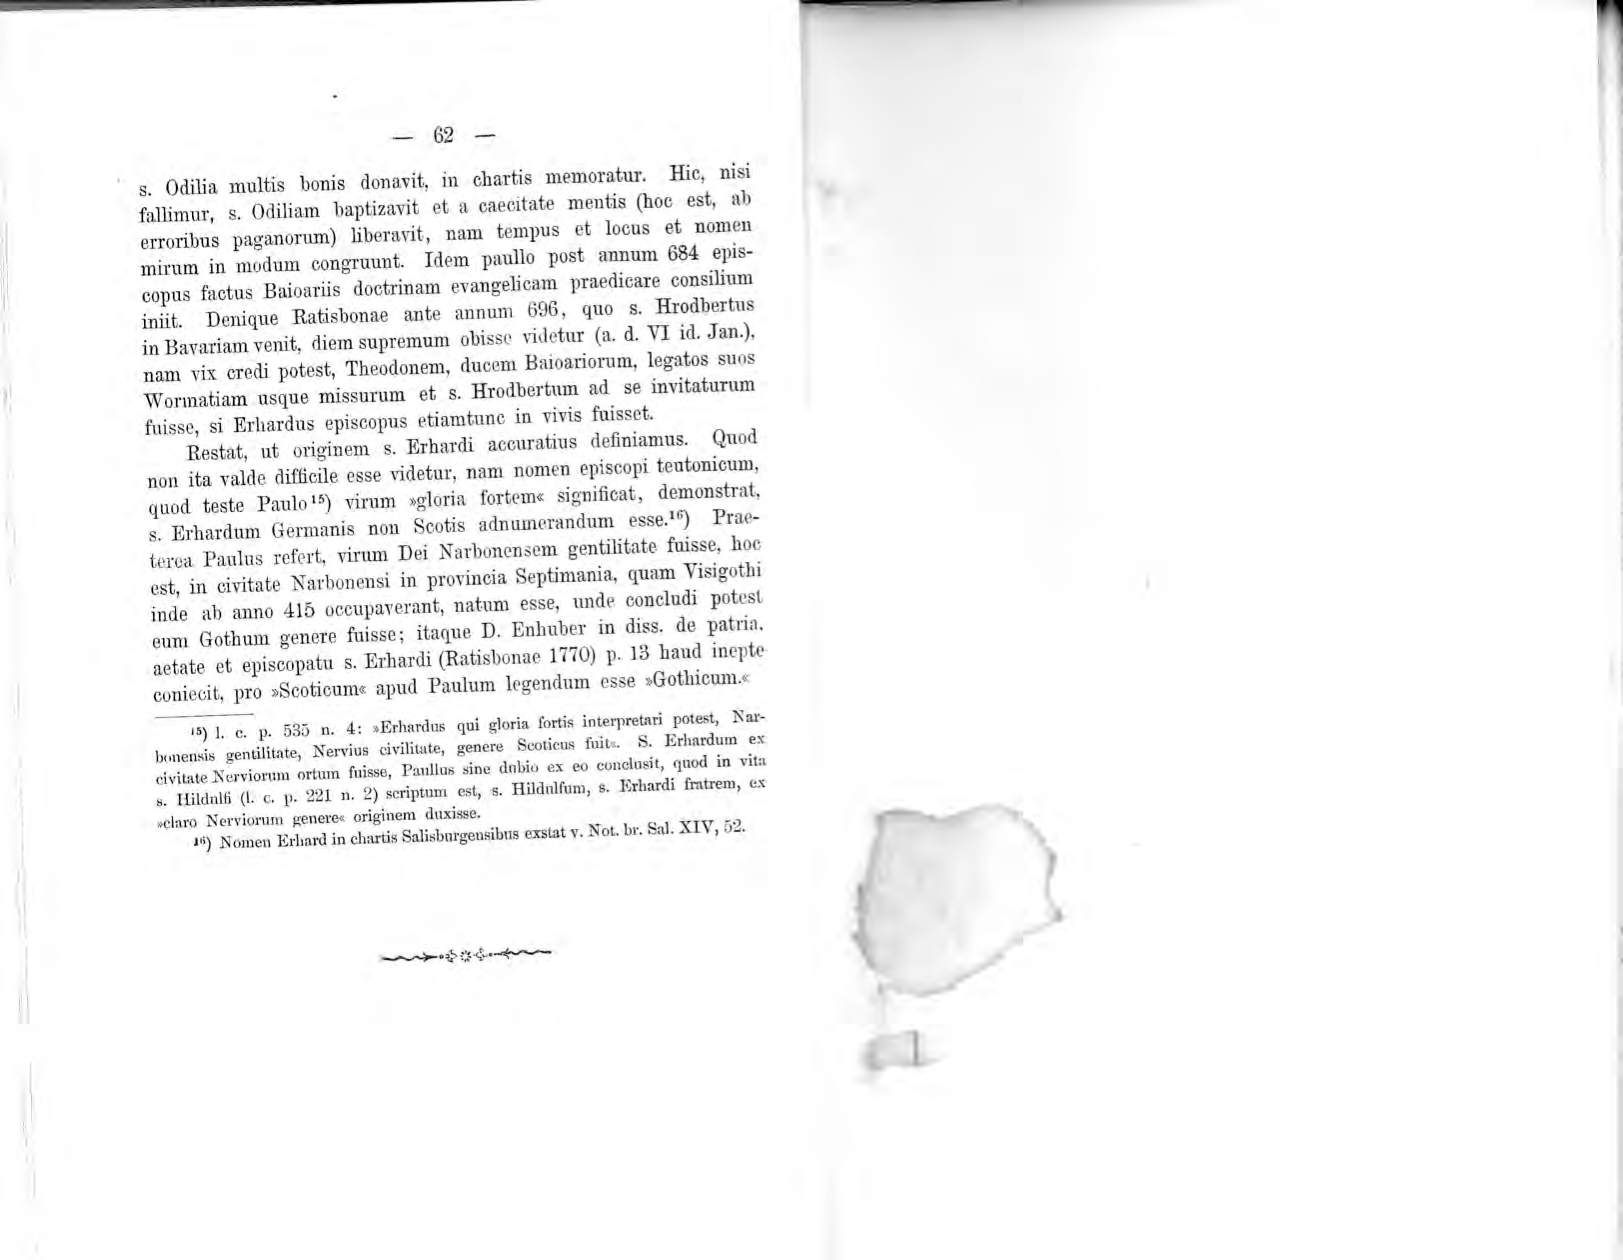 — 62 —
s. Odilia multis bonis donavit, in chartis memoratur. Hic, nisi
fallimur, s. Odiliam baptizavit et a caecitate mentis (hoc est, ab
erroribus paganorum) liberavit, nam tempus et locus et nomen
mirum in modum congruunt. Idem paullo post annum 684 epis-
copus factus Baioariis doctrinam evangelicam praedicare consilium
iniit. Denique Ratisbonae ante annum 696, quo s. Hrodbertus
in Bavariam venit, diem supremum obisse videtur (a. d. VI id. Jan.),
nam vix credi potest, Theodonem, ducem Baioariorum, legatos suos
Wormatiam usque missurum et s. Hrodbertum ad se invitaturum
fuisse, si Erhardus episcopus etiamtunc in vivis fuisset.
Restat, ut originem s. Erhardi accuratius definiamus. Quod
non ita valde difficile esse videtur, nam nomen episcopi teutonicum,
quod teste Paulo¹⁵) virum »gloria fortem« significat, demonstrat,
s. Erhardum Germanis non Scotis adnumerandum esse.¹⁶) Prae-
terea Paulus refert, virum Dei Narbonensem gentilitate fuisse, hoc
est, in civitate Narbonensi in provincia Septimania, quam Visigothi
inde ab anno 415 occupaverant, natum esse, unde concludi potest
eum Gothum genere fuisse; itaque D. Enhuber in diss. de patria,
aetate et episcopatu s. Erhardi (Ratisbonae 1770) p. 13 haud inepte
coniecit, pro »Scoticum« apud Paulum legendum esse »Gothicum.«
¹⁵) l. c. p. 535 n. 4: »Erhardus qui gloria fortis interpretari potest, Nar-
bonensis gentilitate, Nervius civilitate, genere Scoticus fuit«. S. Erhardum ex
civitate Nerviorum ortum fuisse, Paullus sine dubio ex eo conclusit, quod in vita
s. Hildulfi (l. c. p. 221 n. 2) scriptum est, s. Hildulfum, s. Erhardi fratrem, ex
»claro Nerviorum genere« originem duxisse.
¹⁶) Nomen Erhard in chartis Salisburgensibus exstat v. Not. br. Sal. XIV, 52.